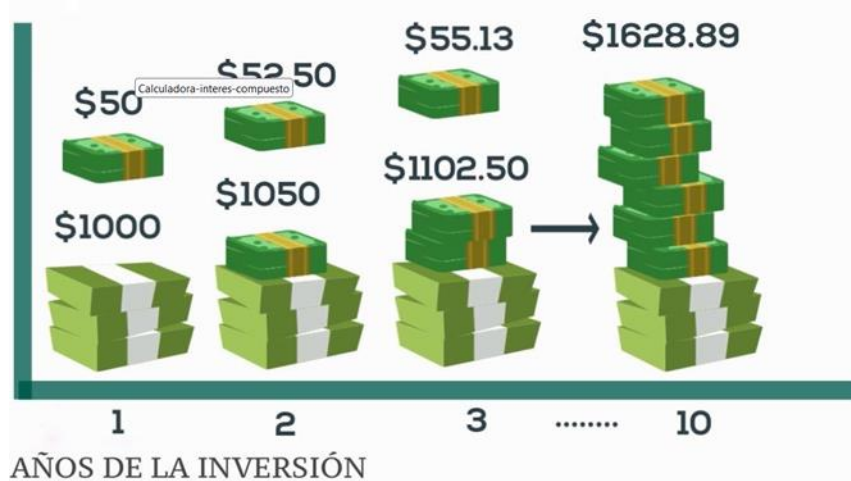 $55.13
$1628.89
$52.50
Calculadora-interes-compuesto
$50
$1102.50
$1050
$1000
1 2 3 ........ 10
AÑOS DE LA INVERSIÓN